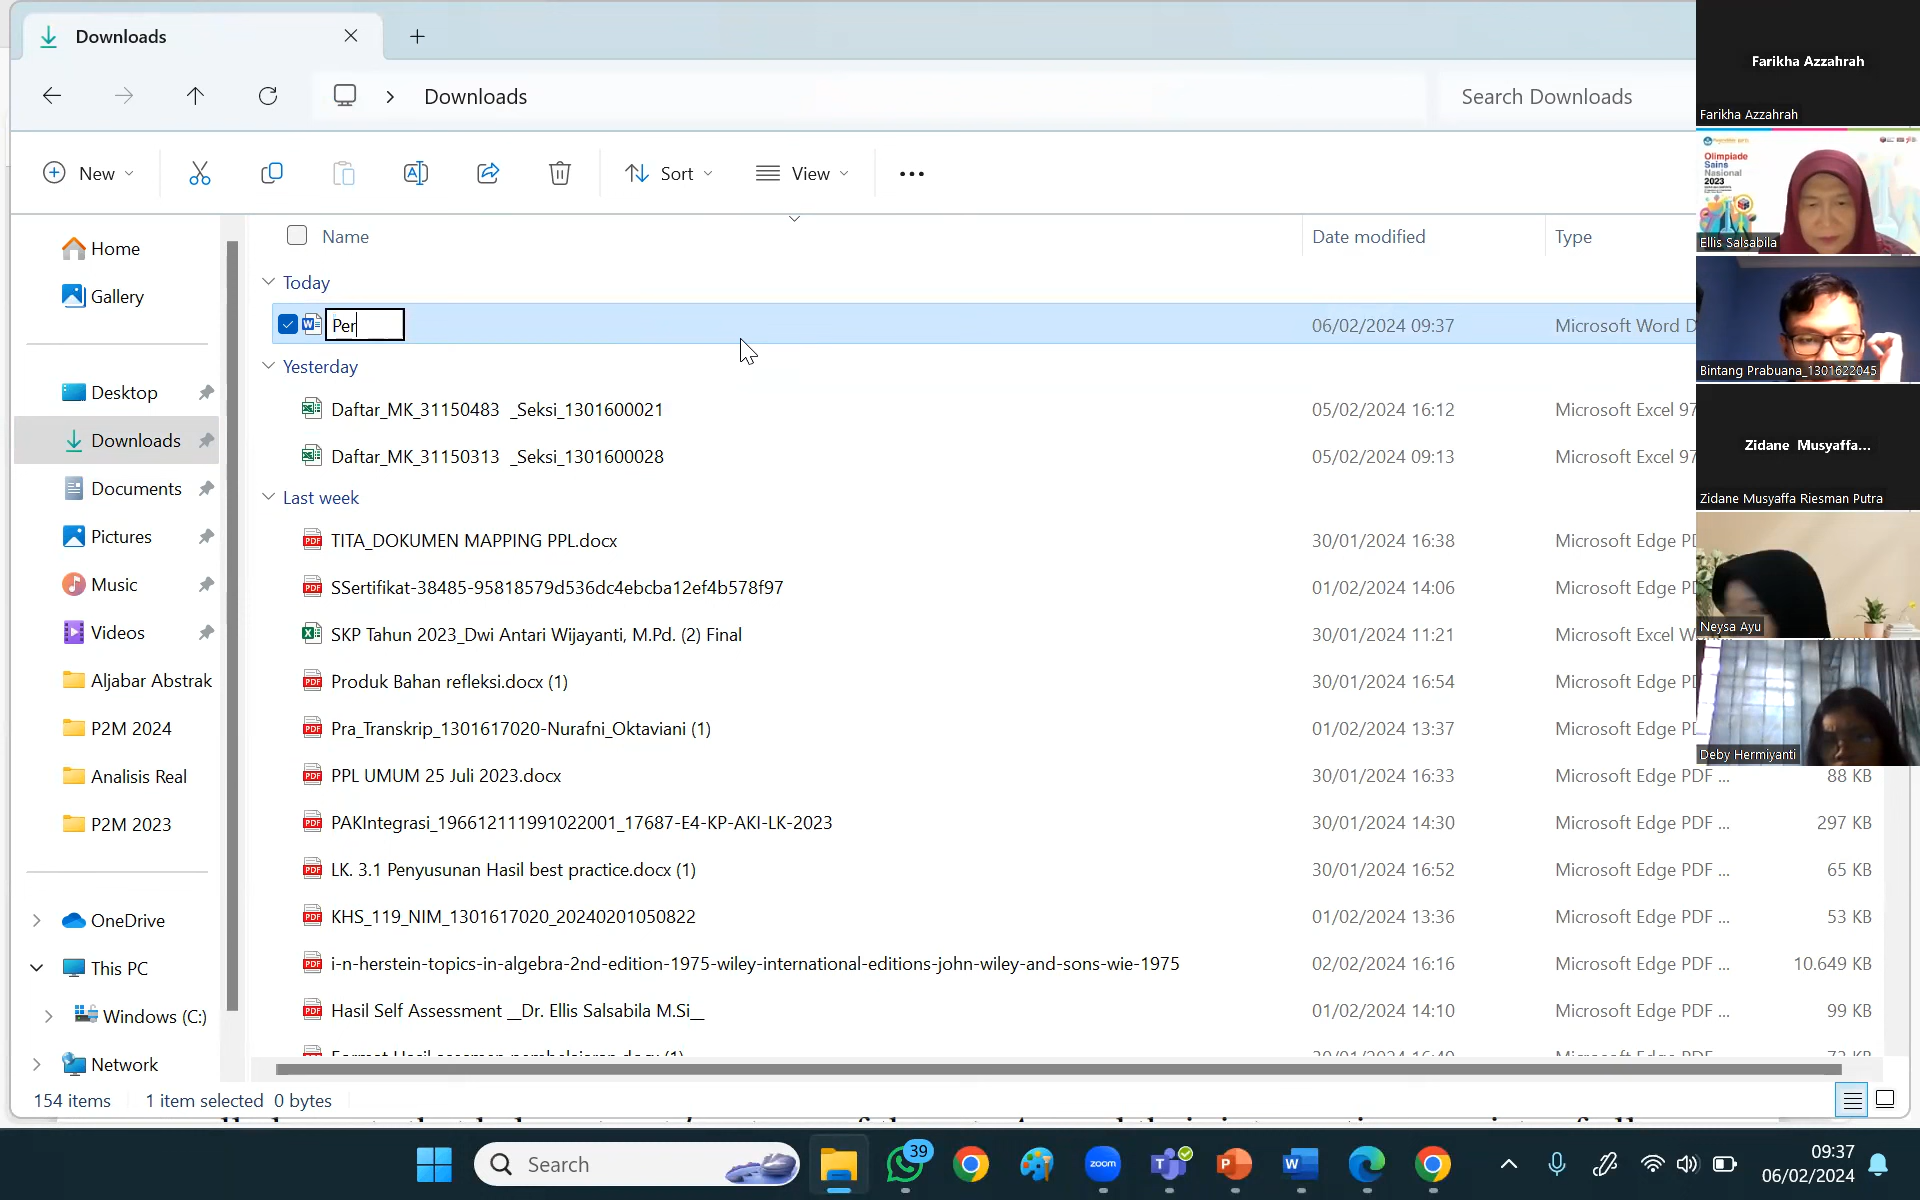 Downloads
Downloads
Search Downloads
New
Sort
View
Home
Gallery
Desktop
Downloads
Documents
Pictures
Music
Videos
Aljabar Abstrak
P2M 2024
Analisis Real
P2M 2023
OneDrive
This PC
Windows (C:)
Network
Name Date modified Type
Today
Per 06/02/2024 09:37 Microsoft Word D
Yesterday
Daftar_MK_31150483 _Seksi_1301600021 05/02/2024 16:12 Microsoft Excel 97
Daftar_MK_31150313 _Seksi_1301600028 05/02/2024 09:13 Microsoft Excel 97
Last week
TITA_DOKUMEN MAPPING PPL.docx 30/01/2024 16:38 Microsoft Edge PD
SSertifikat-38485-95818579d536dc4ebcba12ef4b578f97 01/02/2024 14:06 Microsoft Edge PD
SKP Tahun 2023_Dwi Antari Wijayanti, M.Pd. (2) Final 30/01/2024 11:21 Microsoft Excel W
Produk Bahan refleksi.docx (1) 30/01/2024 16:54 Microsoft Edge PD
Pra_Transkrip_1301617020-Nurafni_Oktaviani (1) 01/02/2024 13:37 Microsoft Edge PD
PPL UMUM 25 Juli 2023.docx 30/01/2024 16:33 Microsoft Edge PDF ... 88 KB
PAKIntegrasi_196612111991022001_17687-E4-KP-AKI-LK-2023 30/01/2024 14:30 Microsoft Edge PDF ... 297 KB
LK. 3.1 Penyusunan Hasil best practice.docx (1) 30/01/2024 16:52 Microsoft Edge PDF ... 65 KB
KHS_119_NIM_1301617020_20240201050822 01/02/2024 13:36 Microsoft Edge PDF ... 53 KB
i-n-herstein-topics-in-algebra-2nd-edition-1975-wiley-international-editions-john-wiley-and-sons-wie-1975 02/02/2024 16:16 Microsoft Edge PDF ... 10.649 KB
Hasil Self Assessment __Dr. Ellis Salsabila M.Si__ 01/02/2024 14:10 Microsoft Edge PDF ... 99 KB
154 items 1 item selected 0 bytes
Farikha Azzahrah
Farikha Azzahrah
Olimpiade
Sains
Nasional
2023
Ellis Salsabila
Bintang Prabuana_1301622045
Zidane Musyaffa...
Zidane Musyaffa Riesman Putra
Neysa Ayu
Deby Hermiyanti
Search
39
zoom
09:37
06/02/2024